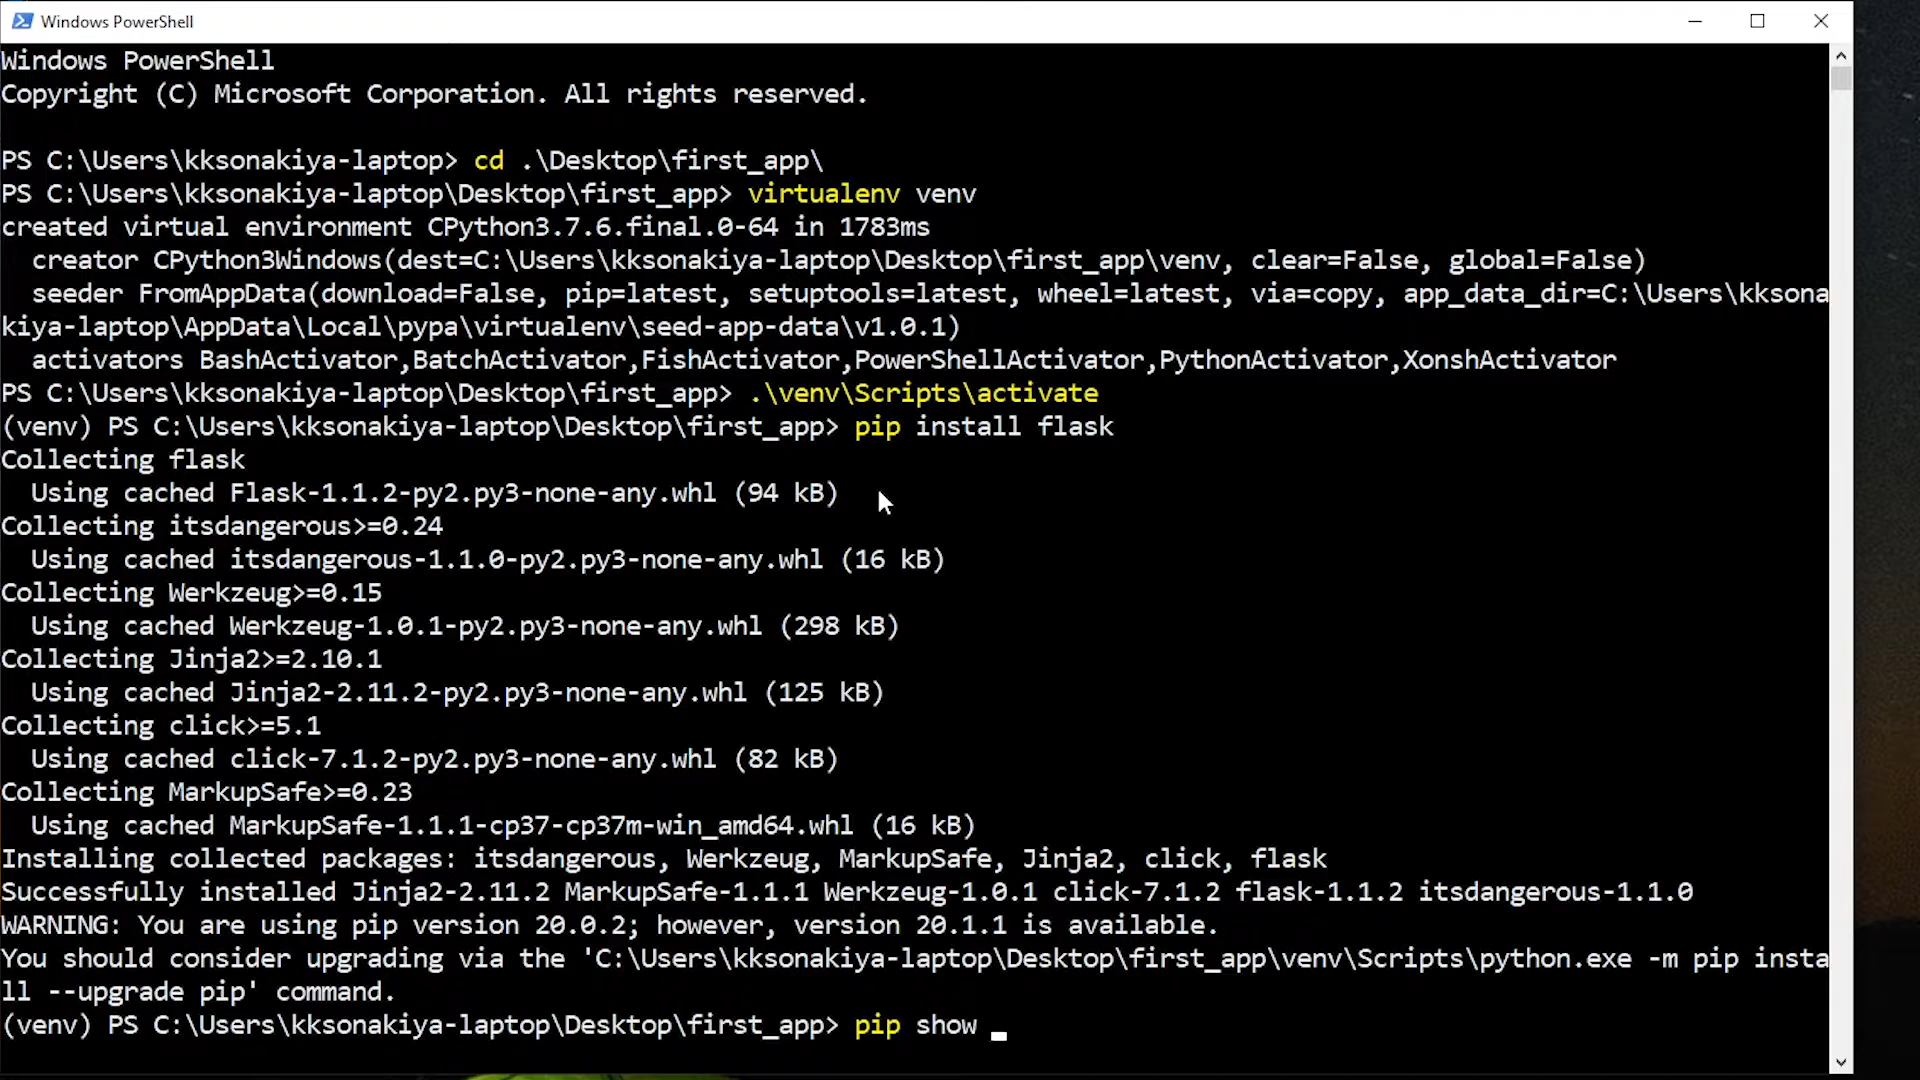 Windows PowerShell
Windows PowerShell
Copyright (C) Microsoft Corporation. All rights reserved.
PS C:\Users\kksonakiya-laptop> cd .\Desktop\first_app\
PS C:\Users\kksonakiya-laptop\Desktop\first_app> virtualenv venv
created virtual environment CPython3.7.6.final.0-64 in 1783ms
  creator CPython3Windows(dest=C:\Users\kksonakiya-laptop\Desktop\first_app\venv, clear=False, global=False)
  seeder FromAppData(download=False, pip=latest, setuptools=latest, wheel=latest, via=copy, app_data_dir=C:\Users\kksona
kiya-laptop\AppData\Local\pypa\virtualenv\seed-app-data\v1.0.1)
  activators BashActivator,BatchActivator,FishActivator,PowerShellActivator,PythonActivator,XonshActivator
PS C:\Users\kksonakiya-laptop\Desktop\first_app> .\venv\Scripts\activate
(venv) PS C:\Users\kksonakiya-laptop\Desktop\first_app> pip install flask
Collecting flask
  Using cached Flask-1.1.2-py2.py3-none-any.whl (94 kB)
Collecting itsdangerous>=0.24
  Using cached itsdangerous-1.1.0-py2.py3-none-any.whl (16 kB)
Collecting Werkzeug>=0.15
  Using cached Werkzeug-1.0.1-py2.py3-none-any.whl (298 kB)
Collecting Jinja2>=2.10.1
  Using cached Jinja2-2.11.2-py2.py3-none-any.whl (125 kB)
Collecting click>=5.1
  Using cached click-7.1.2-py2.py3-none-any.whl (82 kB)
Collecting MarkupSafe>=0.23
  Using cached MarkupSafe-1.1.1-cp37-cp37m-win_amd64.whl (16 kB)
Installing collected packages: itsdangerous, Werkzeug, MarkupSafe, Jinja2, click, flask
Successfully installed Jinja2-2.11.2 MarkupSafe-1.1.1 Werkzeug-1.0.1 click-7.1.2 flask-1.1.2 itsdangerous-1.1.0
WARNING: You are using pip version 20.0.2; however, version 20.1.1 is available.
You should consider upgrading via the 'C:\Users\kksonakiya-laptop\Desktop\first_app\venv\Scripts\python.exe -m pip insta
ll --upgrade pip' command.
(venv) PS C:\Users\kksonakiya-laptop\Desktop\first_app> pip show